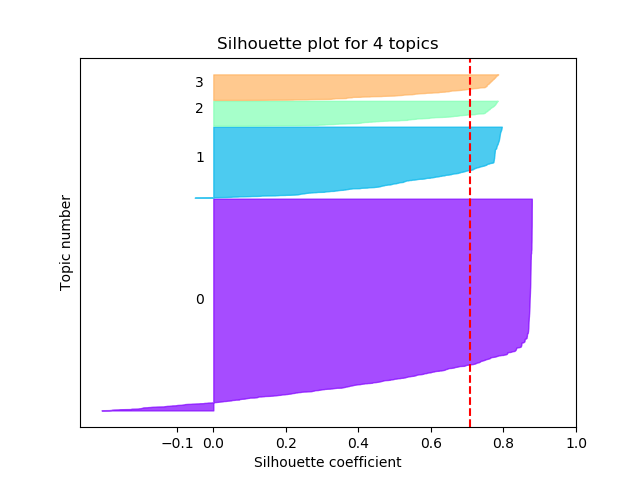 Silhouette plot for 4 topics
3
2
1
0
Topic number
−0.1 0.0 0.2 0.4 0.6 0.8 1.0
Silhouette coefficient